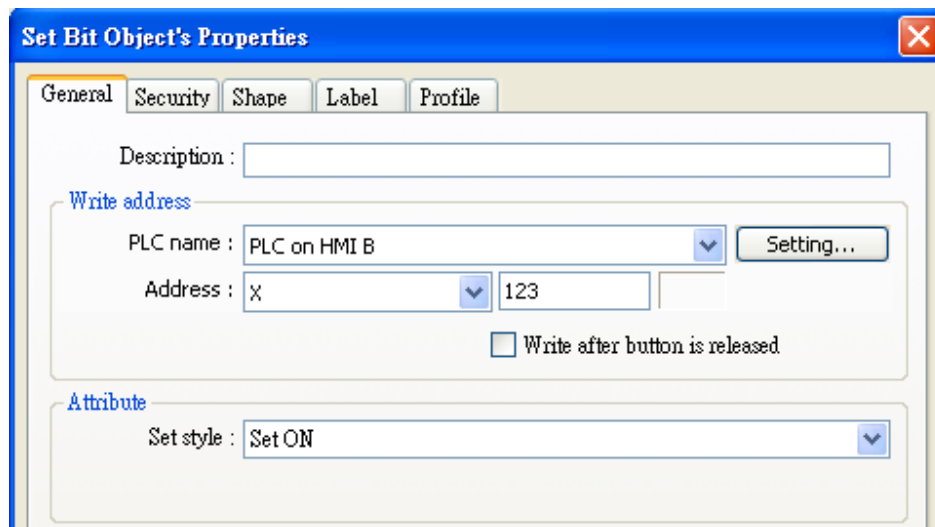 Set Bit Object's Properties
General Security Shape Label Profile
Description :
Write address
PLC name : PLC on HMI B Setting...
Address : X 123
Write after button is released
Attribute
Set style : Set ON